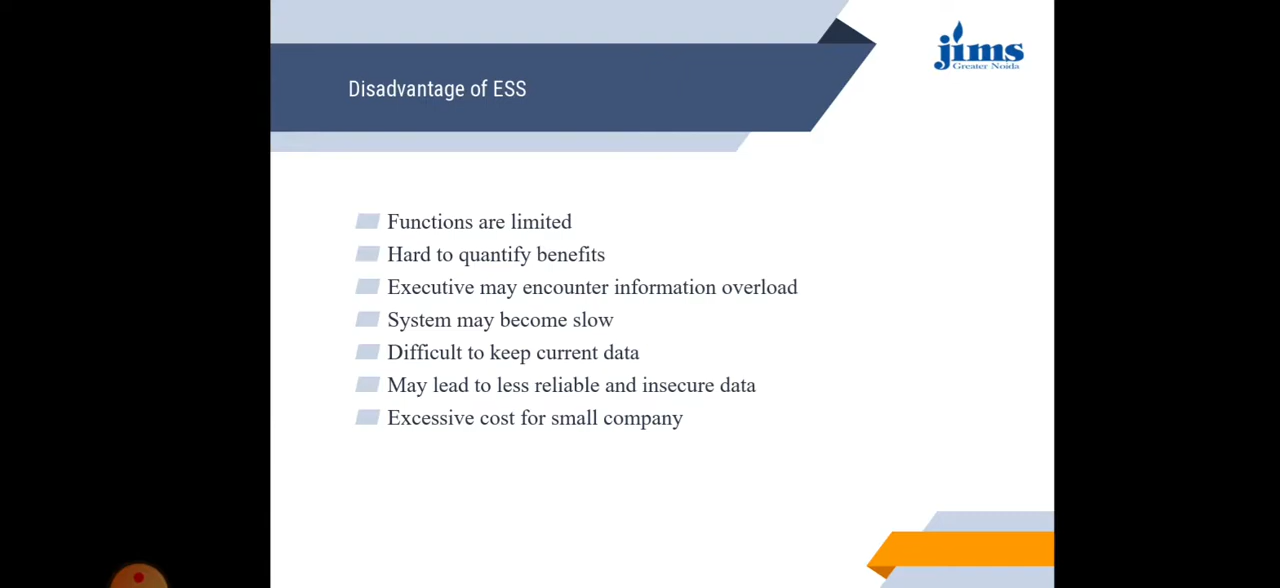 jims
Greater Noida
Disadvantage of ESS
Functions are limited
Hard to quantify benefits
Executive may encounter information overload
System may become slow
Difficult to keep current data
May lead to less reliable and insecure data
Excessive cost for small company